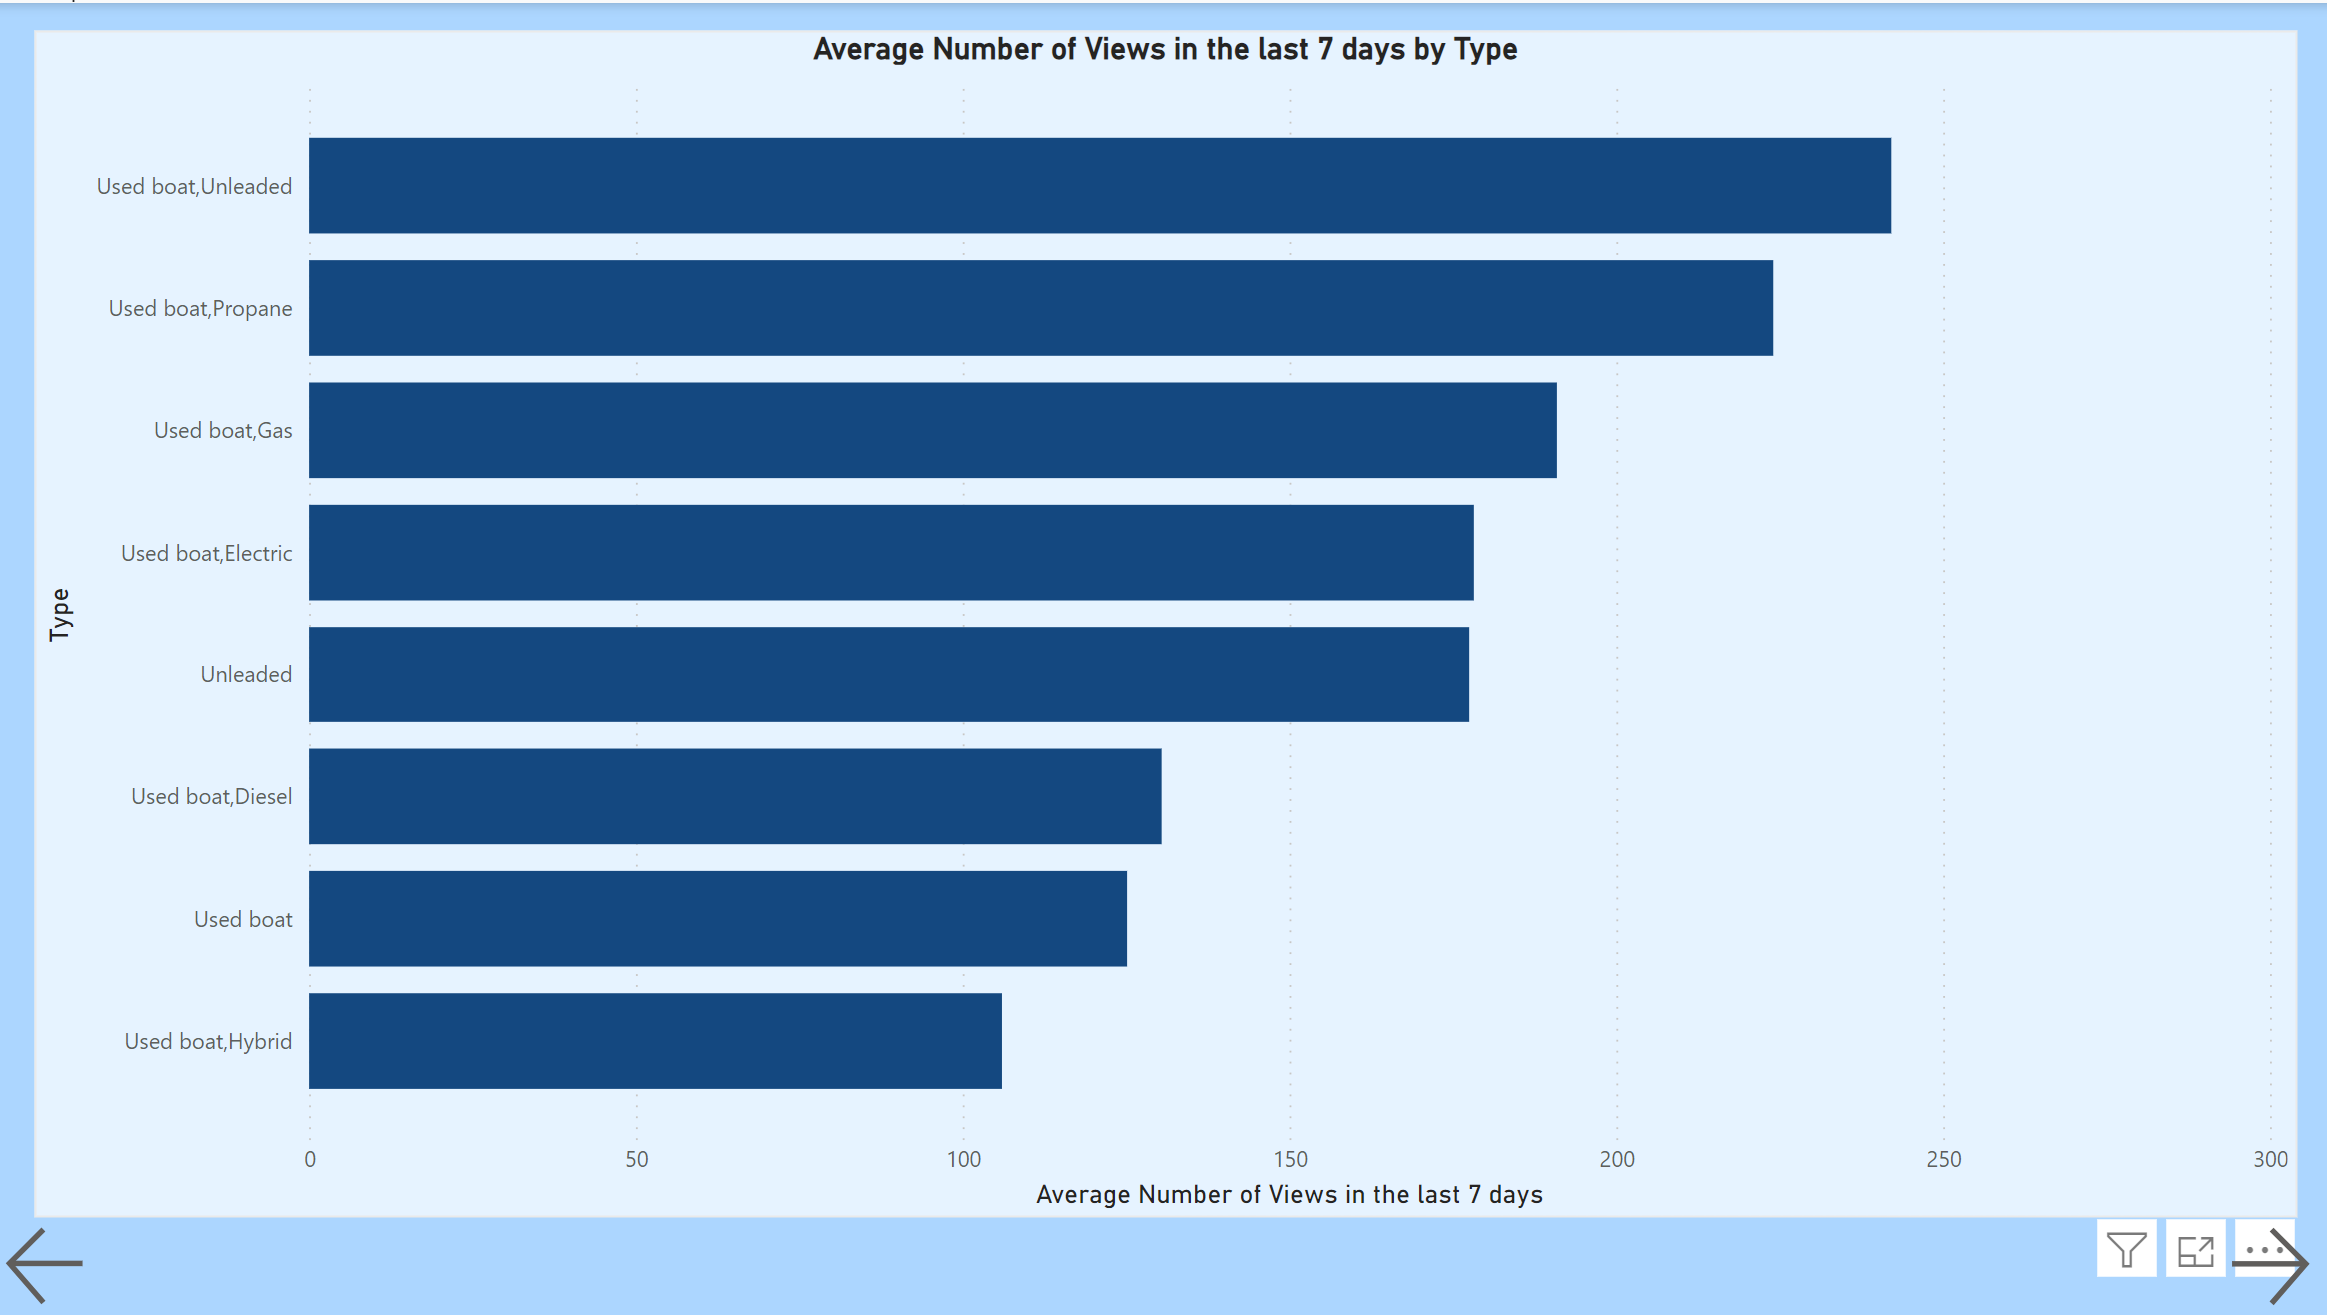 Average Number of Views in the last 7 days by Type
Used boat,Unleaded
Used boat,Propane
Used boat,Gas
Used boat,Electric
Unleaded
Used boat,Diesel
Used boat
Used boat,Hybrid
Type
0 50 100 150 200 250 300
Average Number of Views in the last 7 days